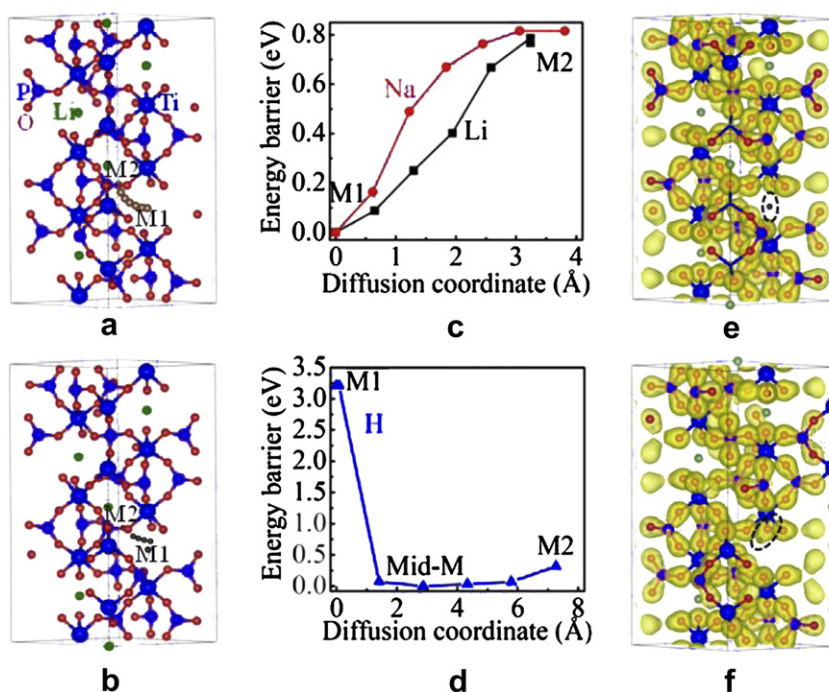 P
O
Li
Ti
M2
M1
a
Energy barrier (eV)
0.8
0.6
0.4
0.2
0.0
Na
Li
M2
M1
0 1 2 3 4
Diffusion coordinate (Å)
c
e
M2
M1
b
Energy barrier (eV)
3.5
3.0
2.5
2.0
1.5
1.0
0.5
0.0
M1
H
Mid-M
M2
0 2 4 6 8
Diffusion coordinate (Å)
d
f